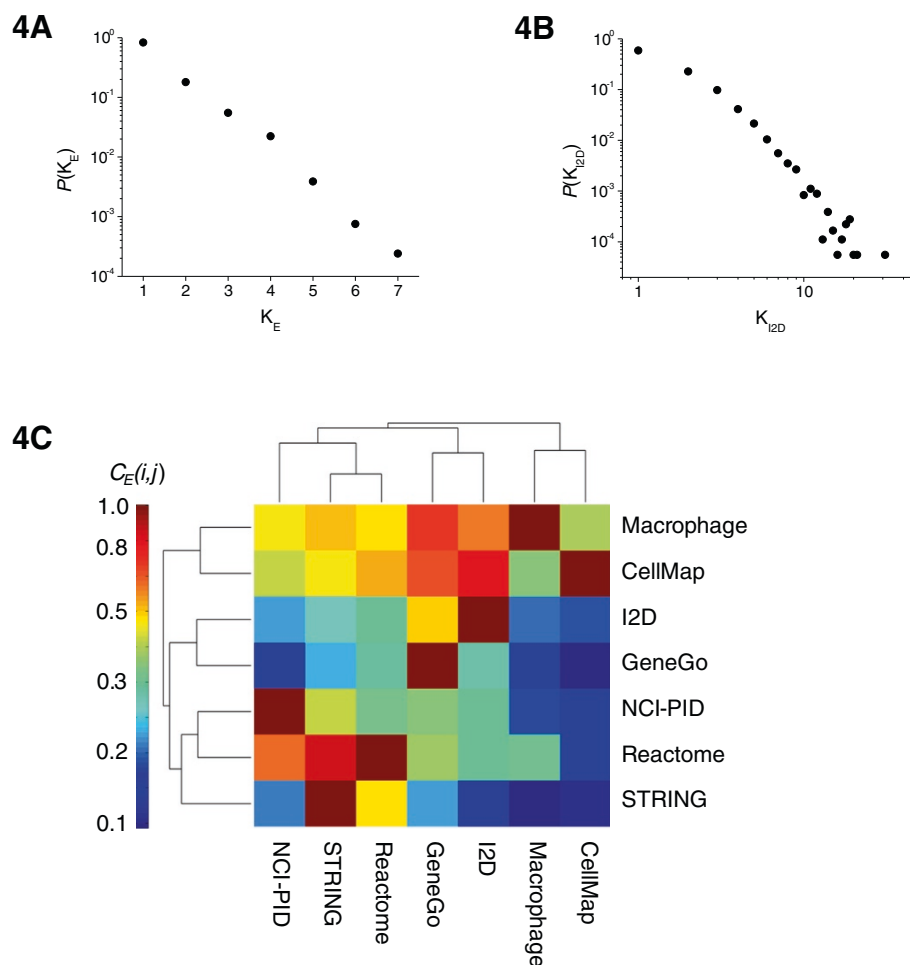 4A
10^0
10^-1
10^-2
10^-3
10^-4
P(K_E)
1 2 3 4 5 6 7
K_E
4B
10^0
10^-1
10^-2
10^-3
10^-4
P(K_I2D)
1 10
K_I2D
4C
C_E(i,j)
1.0
0.8
0.5
0.3
0.2
0.1
Macrophage
CellMap
I2D
GeneGo
NCI-PID
Reactome
STRING
NCI-PID
STRING
Reactome
GeneGo
I2D
Macrophage
CellMap